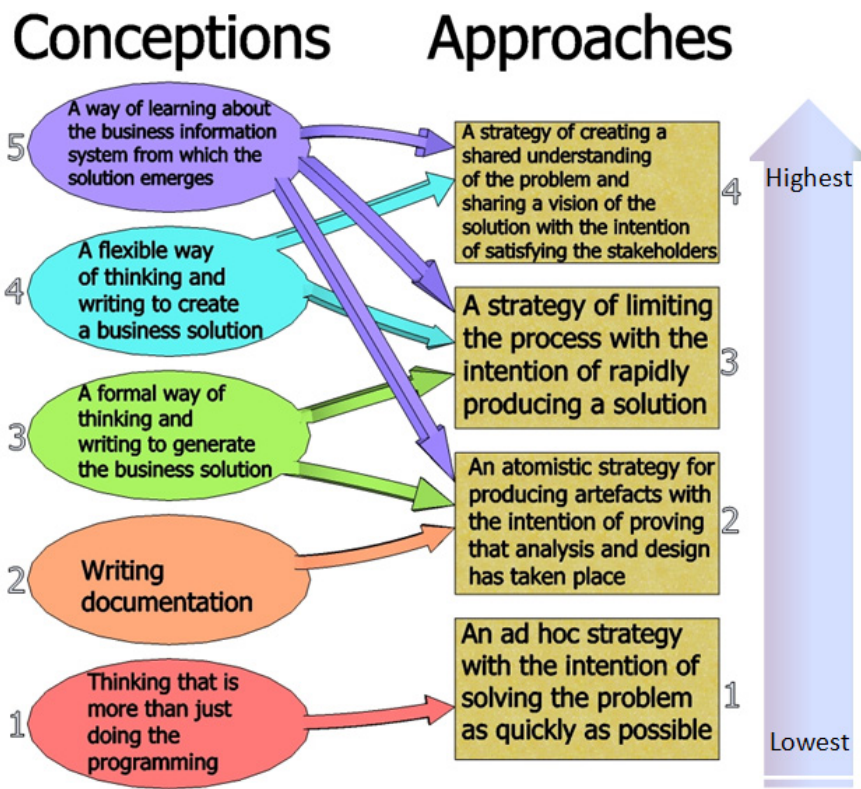 Conceptions
Approaches
5
A way of learning about
the business information
system from which the
solution emerges
4
A flexible way
of thinking and
writing to create
a business solution
3
A formal way of
thinking and
writing to generate
the business solution
2
Writing
documentation
1
Thinking that is
more than just
doing the
programming
A strategy of creating a
shared understanding
of the problem and
sharing a vision of the
solution with the intention
of satisfying the stakeholders
4
A strategy of limiting
the process with the
intention of rapidly
producing a solution
3
An atomistic strategy for
producing artefacts with
the intention of proving
that analysis and design
has taken place
2
An ad hoc strategy
with the intention of
solving the problem
as quickly as possible
1
Highest
Lowest